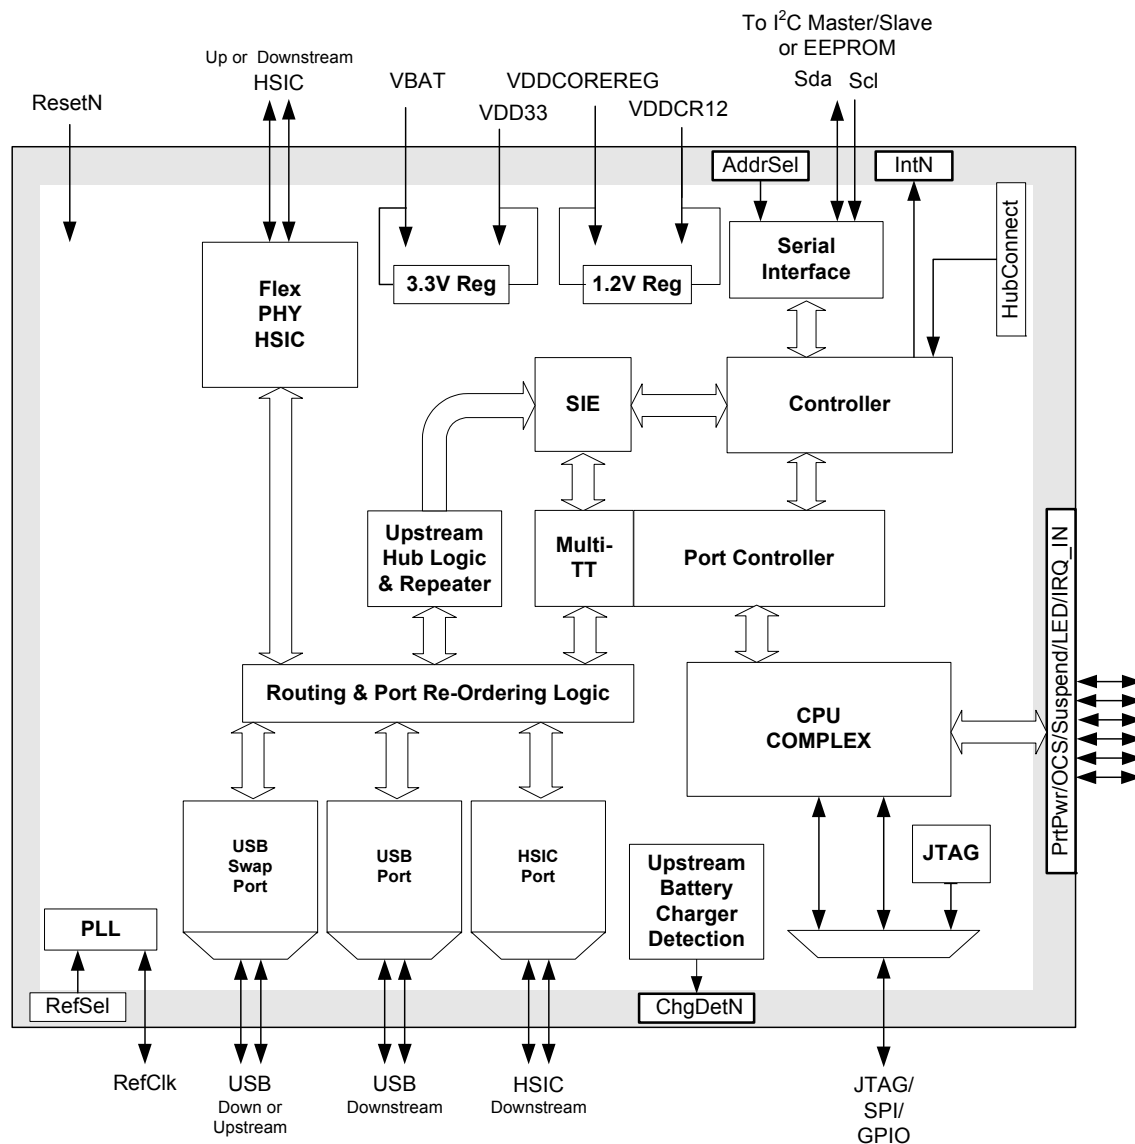 To I2C Master/Slave
or EEPROM
Up or Downstream
HSIC
VBAT
VDDCOREREG
Sda
Scl
ResetN
VDD33
VDDCR12
AddrSel
IntN
HubConnect
Flex
PHY
HSIC
3.3V Reg
1.2V Reg
Serial
Interface
SIE
Controller
Upstream
Hub Logic
& Repeater
Multi-
TT
Port Controller
Routing & Port Re-Ordering Logic
CPU
COMPLEX
PrtPwr/OCS/Suspend/LED/IRQ_IN
USB
Swap
Port
USB
Port
HSIC
Port
Upstream
Battery
Charger
Detection
JTAG
PLL
RefSel
ChgDetN
RefClk
USB
Down or
Upstream
USB
Downstream
HSIC
Downstream
JTAG/
SPI/
GPIO